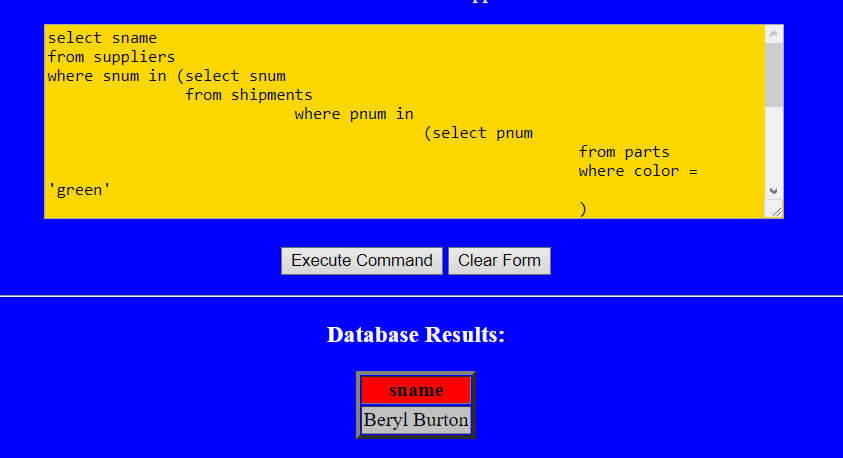 select sname
from suppliers
where snum in (select snum
from shipments
where pnum in
(select pnum
from parts
where color =
'green'
)
Execute Command Clear Form
Database Results:
sname
Beryl Burton